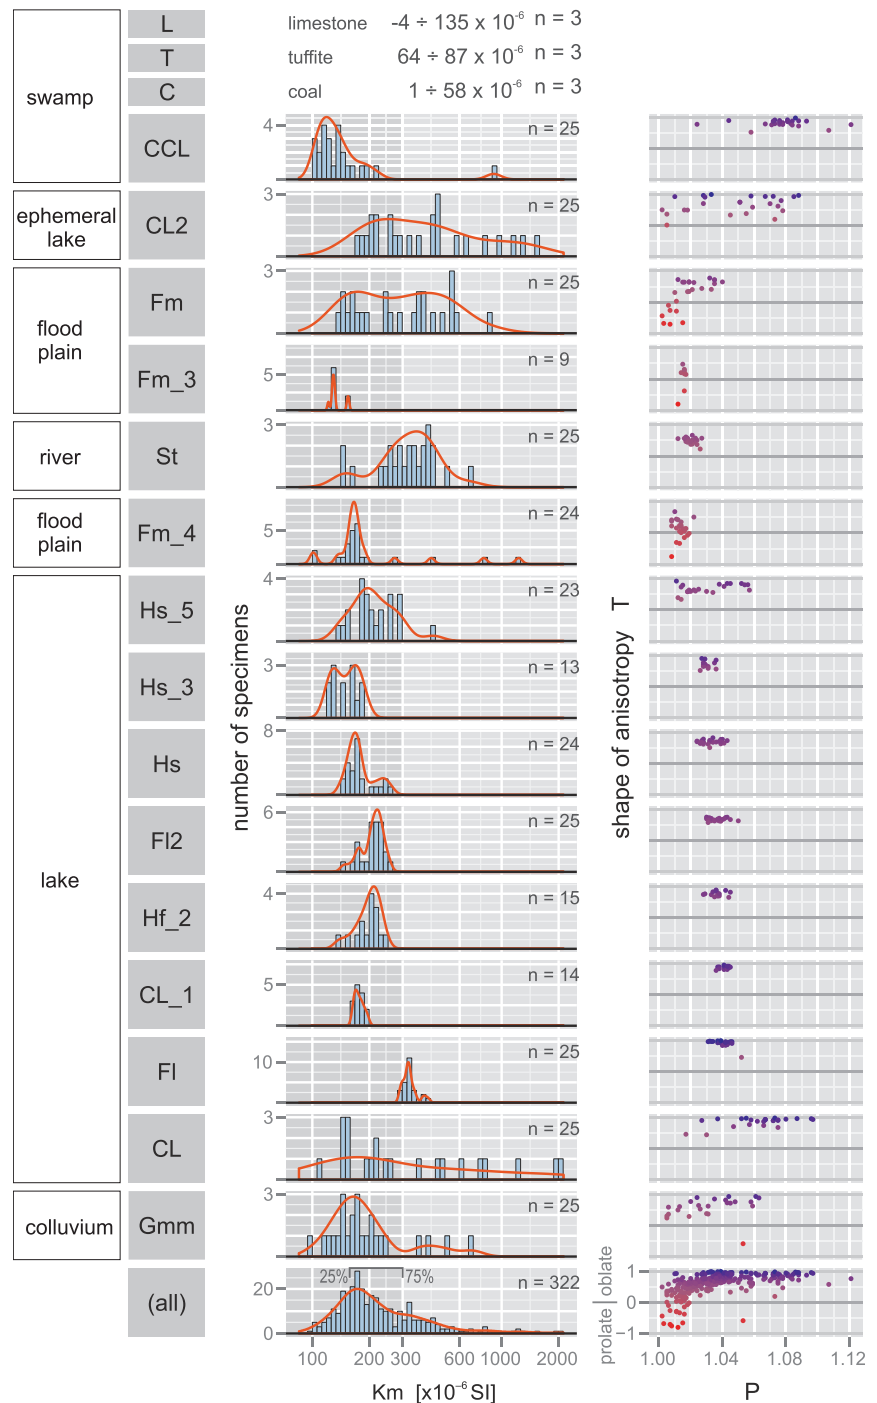 swamp
L
limestone -4 ÷ 135 x 10⁻⁶ n = 3
T
tuffite 64 ÷ 87 x 10⁻⁶ n = 3
C
coal 1 ÷ 58 x 10⁻⁶ n = 3
CCL
4
n = 25
ephemeral
lake
CL2
3
n = 25
flood
plain
Fm
3
n = 25
Fm_3
5
n = 9
river
St
3
n = 25
flood
plain
Fm_4
5
n = 24
lake
Hs_5
4
n = 23
Hs_3
3
n = 13
Hs
8
n = 24
Fl2
6
n = 25
Hf_2
4
n = 15
CL_1
5
n = 14
Fl
10
n = 25
CL
3
n = 25
colluvium
Gmm
3
n = 25
(all)
20
0
25% 75%
n = 322
number of specimens
100 200 300 600 1000 2000
Km [x10⁻⁶ SI]
shape of anisotropy T
prolate | oblate
1
0
−1
1.00 1.04 1.08 1.12
P